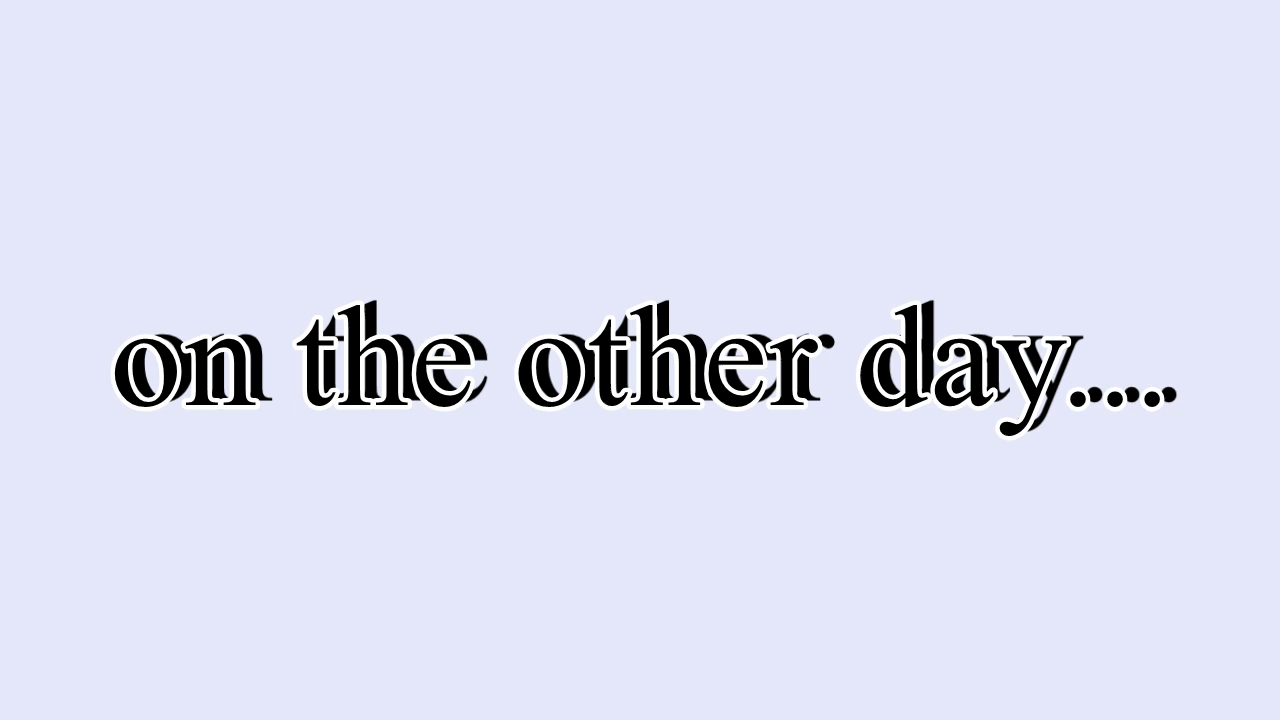 on the other day....